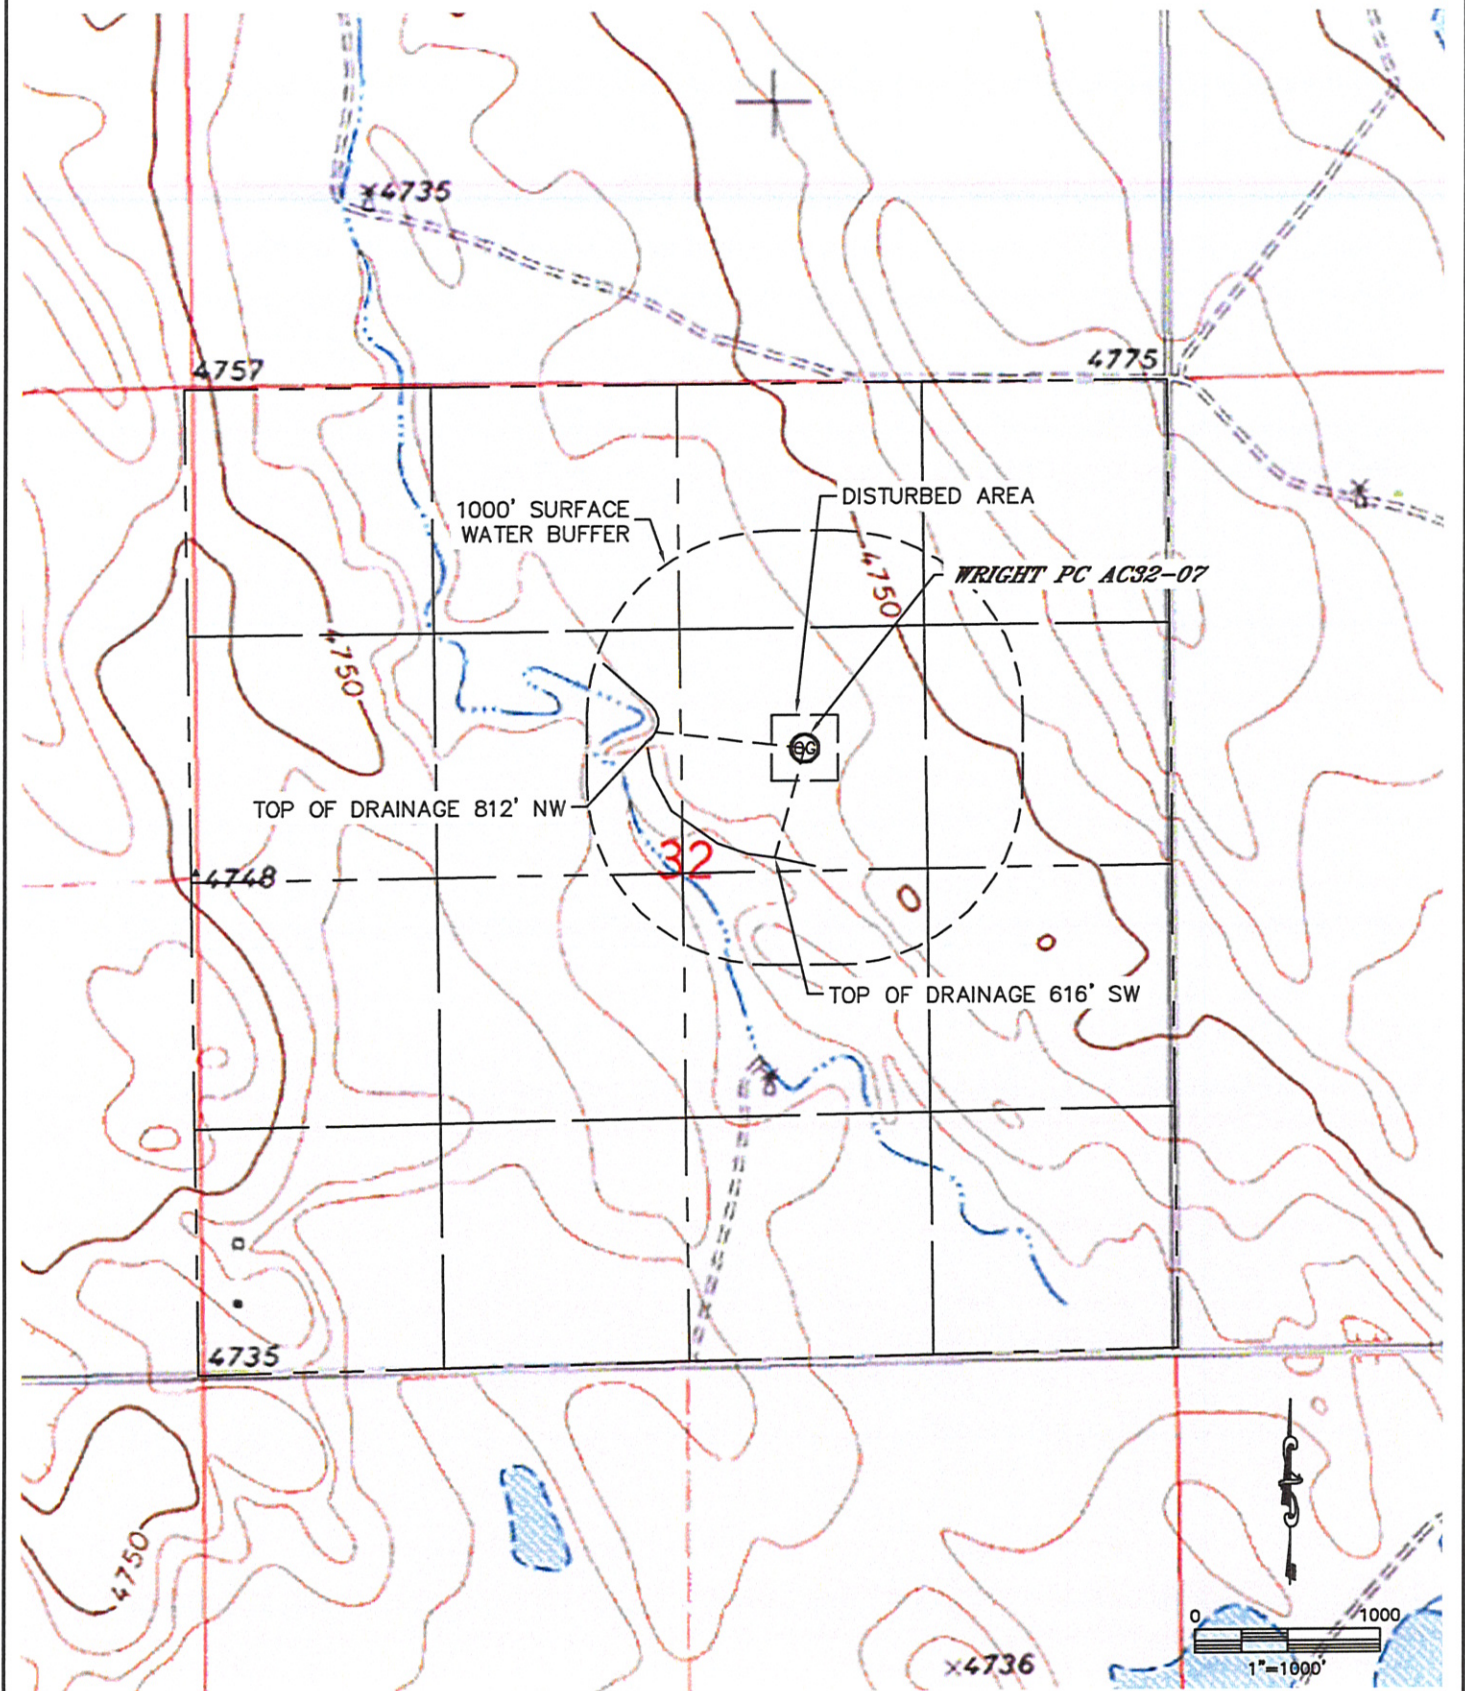 4735
4757
4775
1000' SURFACE
WATER BUFFER
DISTURBED AREA
4750
WRIGHT PC AC32-07
4750
TOP OF DRAINAGE 812' NW
32
4748
TOP OF DRAINAGE 616' SW
4735
4750
0 1000
1"=1000'
×4736